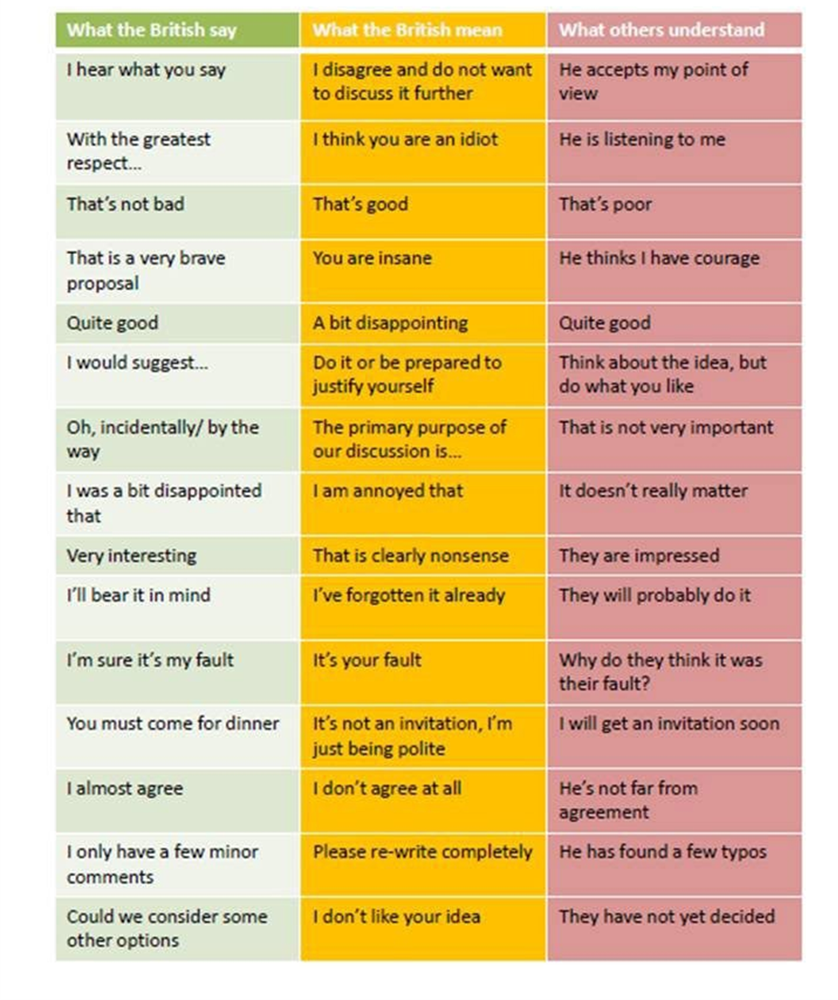 What the British say
What the British mean
What others understand
I hear what you say
I disagree and do not want
to discuss it further
He accepts my point of
view
With the greatest
respect...
I think you are an idiot
He is listening to me
That's not bad
That's good
That's poor
That is a very brave
proposal
You are insane
He thinks I have courage
Quite good
A bit disappointing
Quite good
I would suggest...
Do it or be prepared to
justify yourself
Think about the idea, but
do what you like
Oh, incidentally/ by the
way
The primary purpose of
our discussion is...
That is not very important
I was a bit disappointed
that
I am annoyed that
It doesn't really matter
Very interesting
That is clearly nonsense
They are impressed
I'll bear it in mind
I've forgotten it already
They will probably do it
I'm sure it's my fault
It's your fault
Why do they think it was
their fault?
You must come for dinner
It's not an invitation, I'm
just being polite
I will get an invitation soon
I almost agree
I don't agree at all
He's not far from
agreement
I only have a few minor
comments
Please re-write completely
He has found a few typos
Could we consider some
other options
I don't like your idea
They have not yet decided